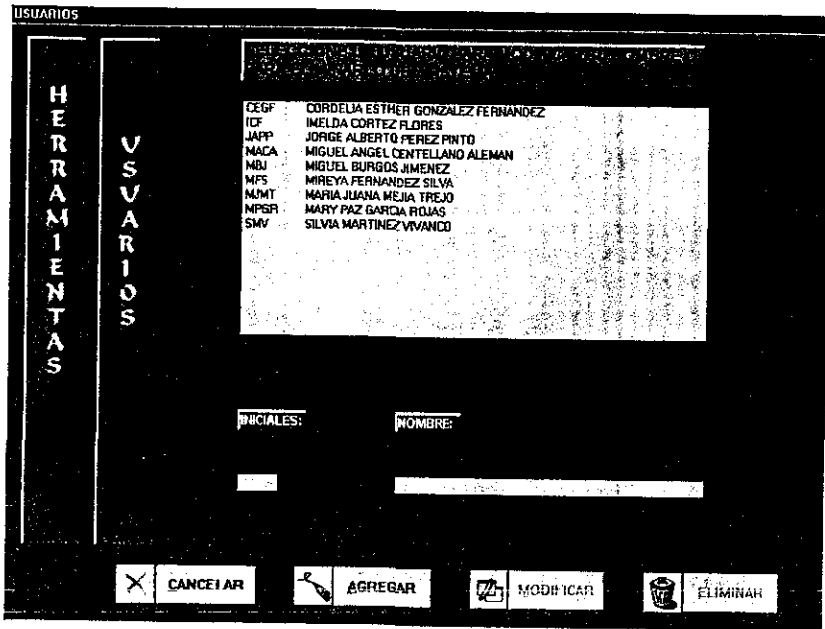 USUARIOS
HERRAMIENTAS
USUARIOS
CEGF CORDELIA ESTHER GONZALEZ FERNANDEZ
ICF IMELDA CORTEZ FLORES
JAPP JORGE ALBERTO PEREZ PINTO
MACA MIGUEL ANGEL CENTELLANO ALEMAN
MBJ MIGUEL BURGOS JIMENEZ
MFS MIREYA FERNANDEZ SILVA
MJMT MARIA JUANA MEJIA TREJO
MPGR MARY PAZ GARCIA ROJAS
SMV SILVIA MARTINEZ VIVANCO
INICIALES: NOMBRE:
CANCELAR AGREGAR MODIFICAR ELIMINAR